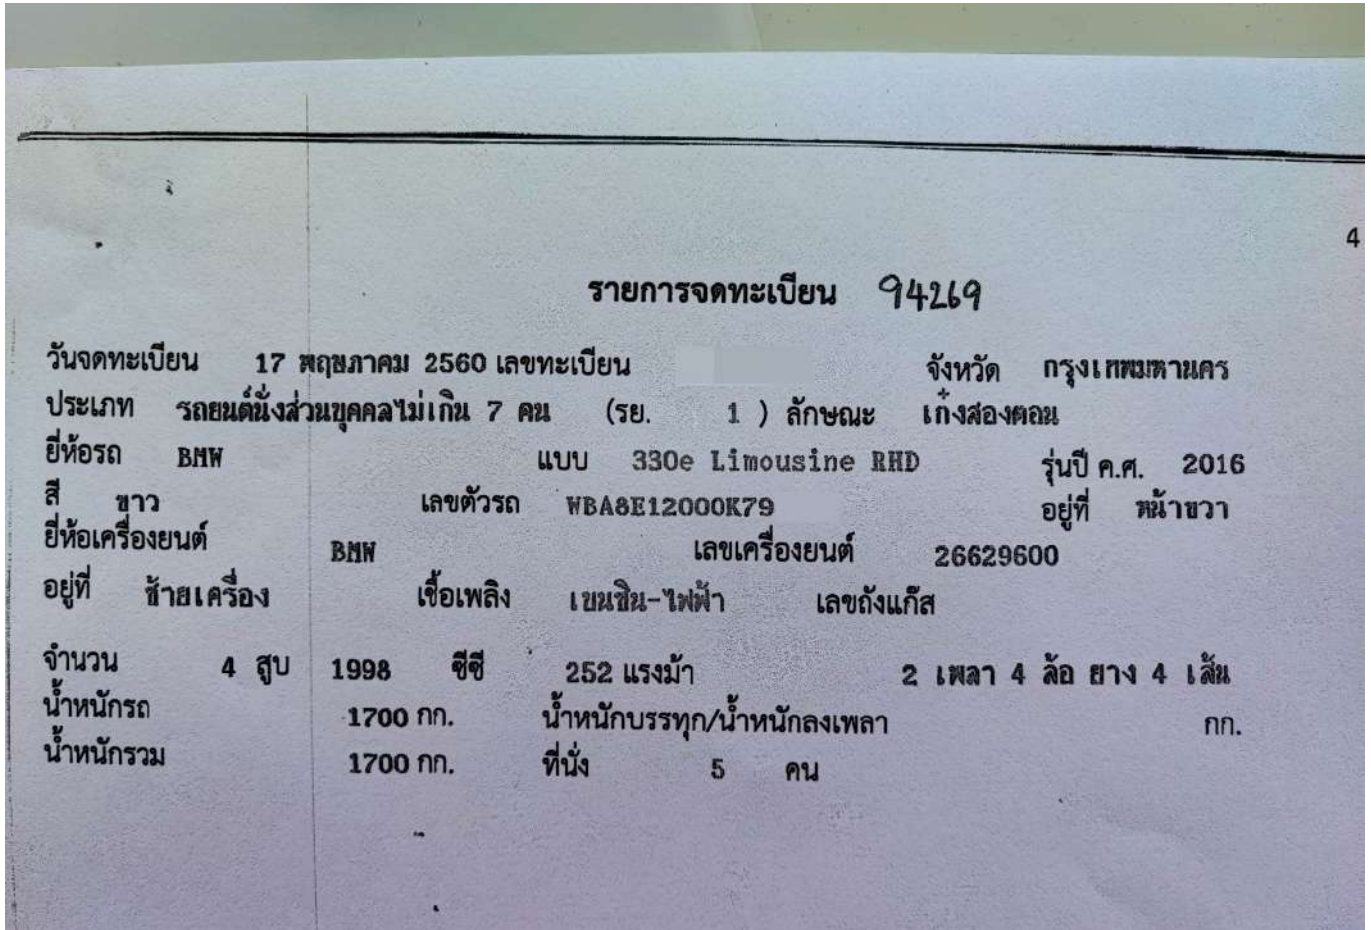 4
รายการจดทะเบียน 94269
วันจดทะเบียน 17 พฤษภาคม 2560 เลขทะเบียน จังหวัด กรุงเทพมหานคร
ประเภท รถยนต์นั่งส่วนบุคคลไม่เกิน 7 คน (รย. 1 ) ลักษณะ เก๋งสองตอน
ยี่ห้อรถ BMW แบบ 330e Limousine RHD รุ่นปี ค.ศ. 2016
สี ขาว เลขตัวรถ WBA8E12000K79 อยู่ที่ หน้าขวา
ยี่ห้อเครื่องยนต์ BMW เลขเครื่องยนต์ 26629600
อยู่ที่ ซ้ายเครื่อง เชื้อเพลิง เบนซิน-ไฟฟ้า เลขถังแก๊ส
จำนวน 4 สูบ 1998 ซีซี 252 แรงม้า 2 เพลา 4 ล้อ ยาง 4 เส้น
น้ำหนักรถ 1700 กก. น้ำหนักบรรทุก/น้ำหนักลงเพลา กก.
น้ำหนักรวม 1700 กก. ที่นั่ง 5 คน